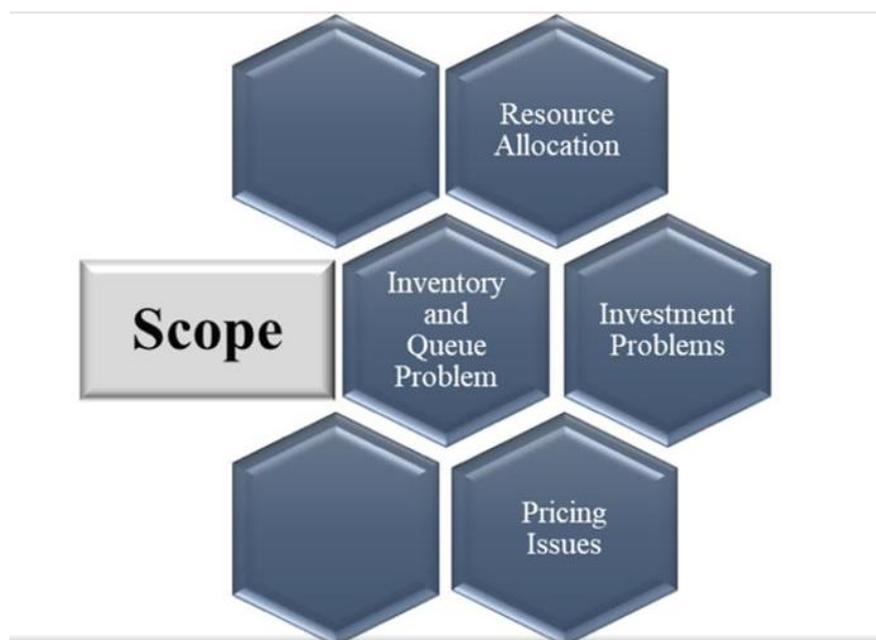 Resource
Allocation
Scope
Inventory
and
Queue
Problem
Investment
Problems
Pricing
Issues